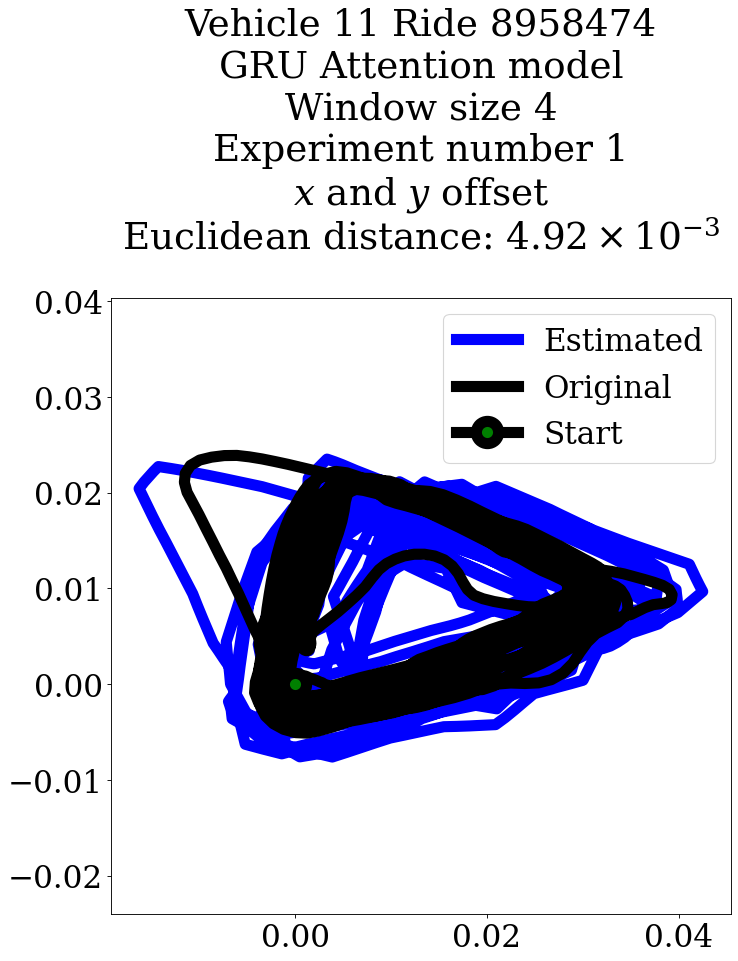 Vehicle 11 Ride 8958474
GRU Attention model
Window size 4
Experiment number 1
x and y offset
Euclidean distance: 4.92 × 10⁻³
Estimated
Original
Start
0.04
0.03
0.02
0.01
0.00
−0.01
−0.02
0.00 0.02 0.04